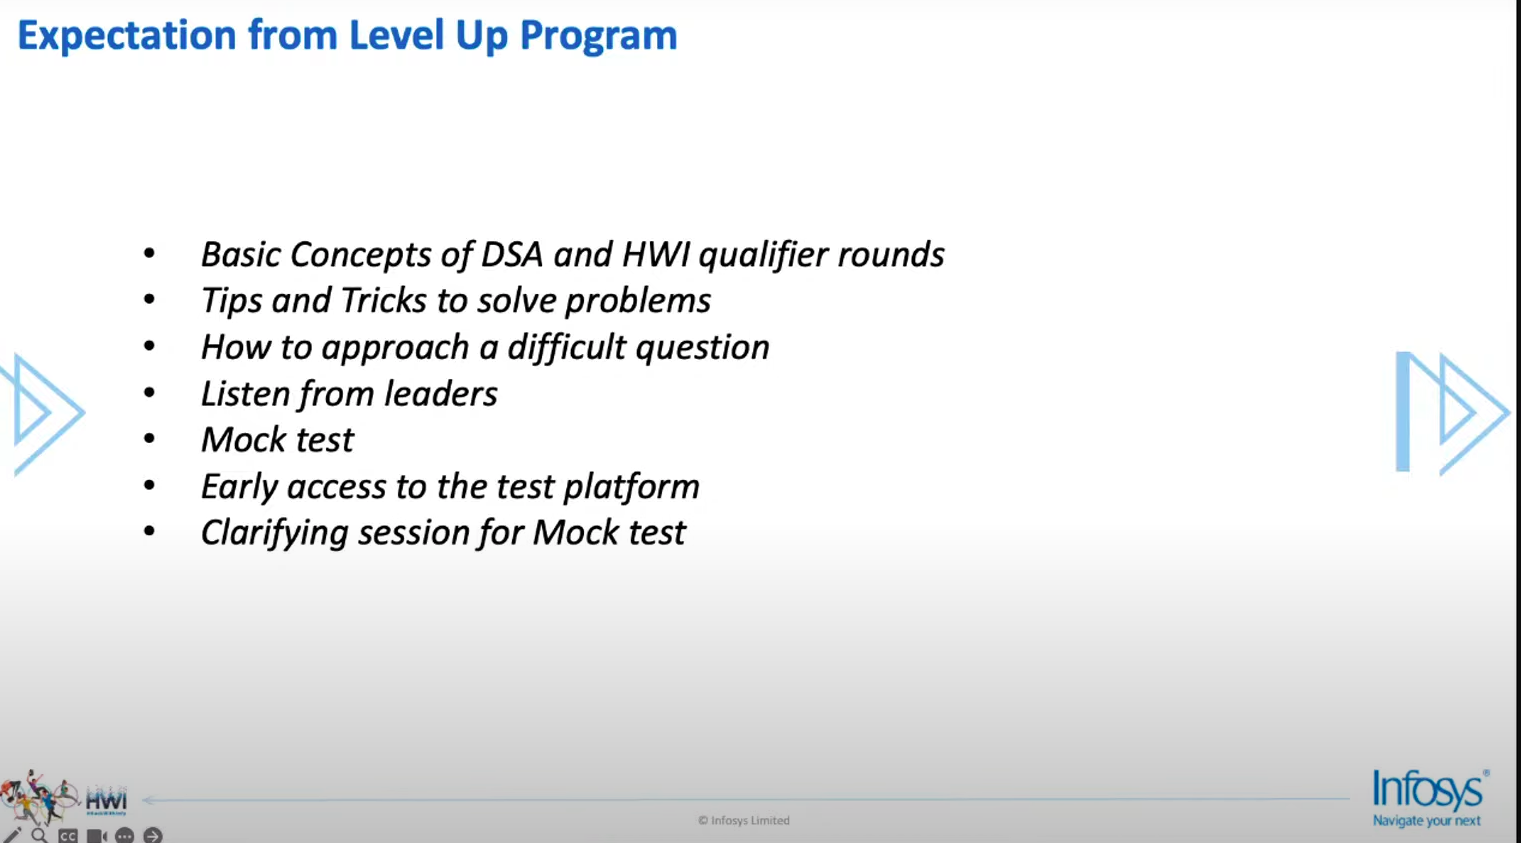 Expectation from Level Up Program
• Basic Concepts of DSA and HWI qualifier rounds
• Tips and Tricks to solve problems
• How to approach a difficult question
• Listen from leaders
• Mock test
• Early access to the test platform
• Clarifying session for Mock test
HWI
CC
© Infosys Limited
Infosys®
Navigate your next